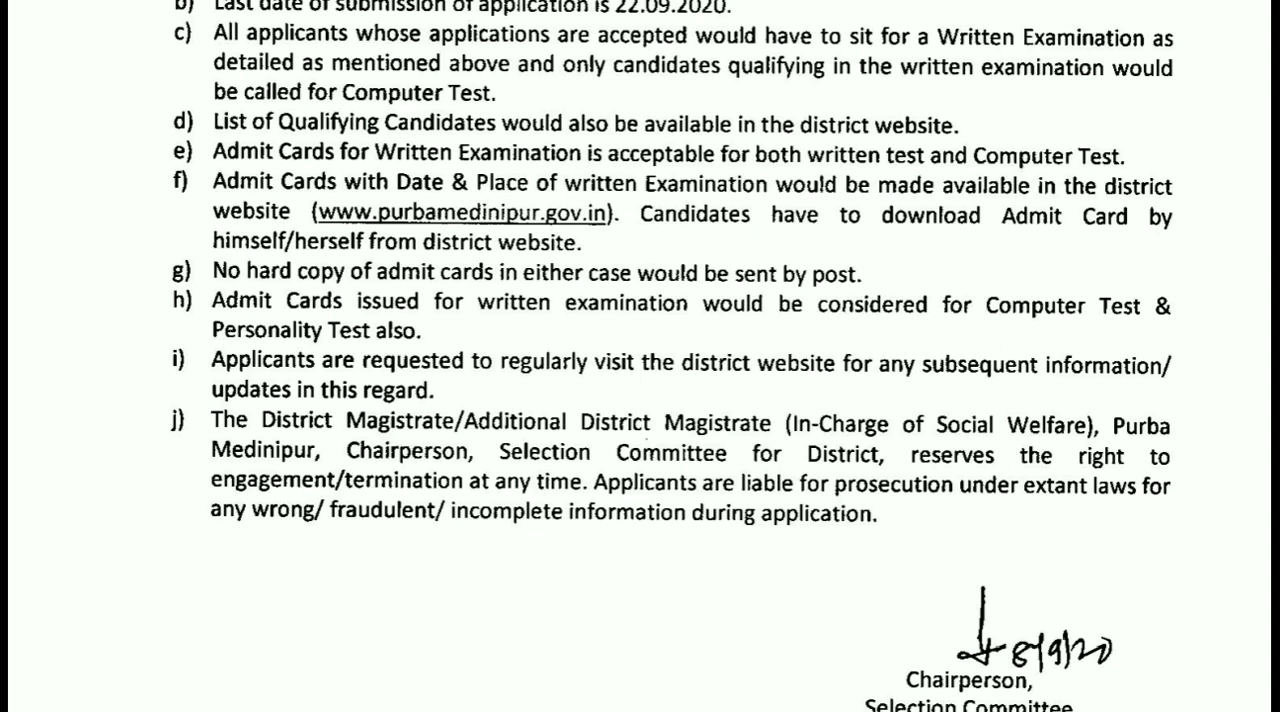 b) Last date of submission of application is 22.09.2020.
c) All applicants whose applications are accepted would have to sit for a Written Examination as
detailed as mentioned above and only candidates qualifying in the written examination would
be called for Computer Test.
d) List of Qualifying Candidates would also be available in the district website.
e) Admit Cards for Written Examination is acceptable for both written test and Computer Test.
f) Admit Cards with Date & Place of written Examination would be made available in the district
website (www.purbamedinipur.gov.in). Candidates have to download Admit Card by
himself/herself from district website.
g) No hard copy of admit cards in either case would be sent by post.
h) Admit Cards issued for written examination would be considered for Computer Test &
Personality Test also.
i) Applicants are requested to regularly visit the district website for any subsequent information/
updates in this regard.
j) The District Magistrate/Additional District Magistrate (In-Charge of Social Welfare), Purba
Medinipur, Chairperson, Selection Committee for District, reserves the right to
engagement/termination at any time. Applicants are liable for prosecution under extant laws for
any wrong/ fraudulent/ incomplete information during application.
8/9/20
Chairperson,
Selection Committee